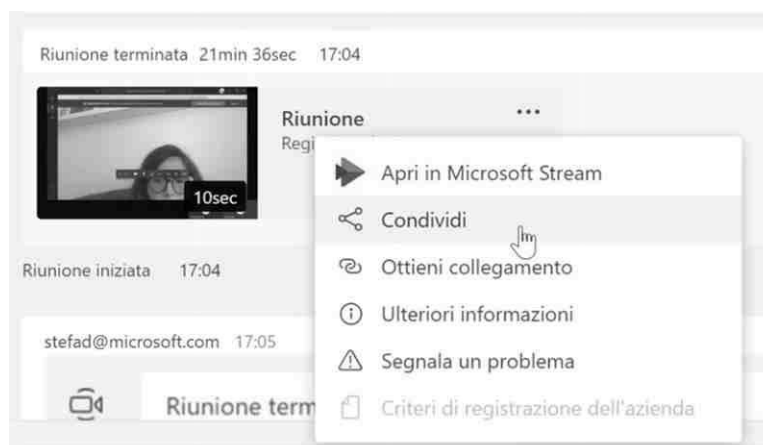 Riunione terminata 21min 36sec 17:04
Riunione ...
Regi
10sec
Apri in Microsoft Stream
Condividi
Riunione iniziata 17:04
Ottieni collegamento
Ulteriori informazioni
stefad@microsoft.com 17:05
Segnala un problema
Riunione term
Criteri di registrazione dell'azienda